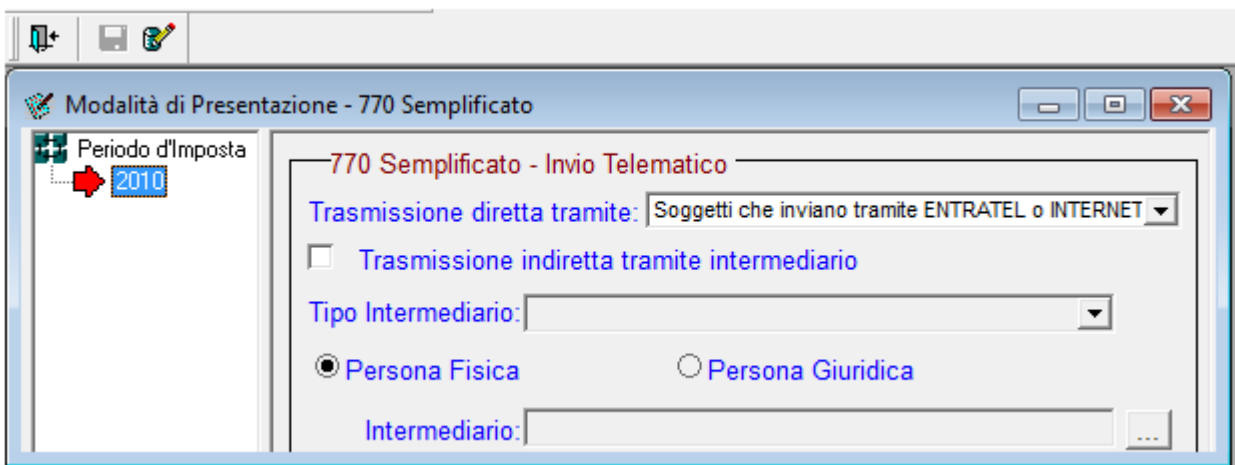 Modalità di Presentazione - 770 Semplificato
Periodo d'Imposta
2010
770 Semplificato - Invio Telematico
Trasmissione diretta tramite: Soggetti che inviano tramite ENTRATEL o INTERNET
Trasmissione indiretta tramite intermediario
Tipo Intermediario:
Persona Fisica Persona Giuridica
Intermediario: ...